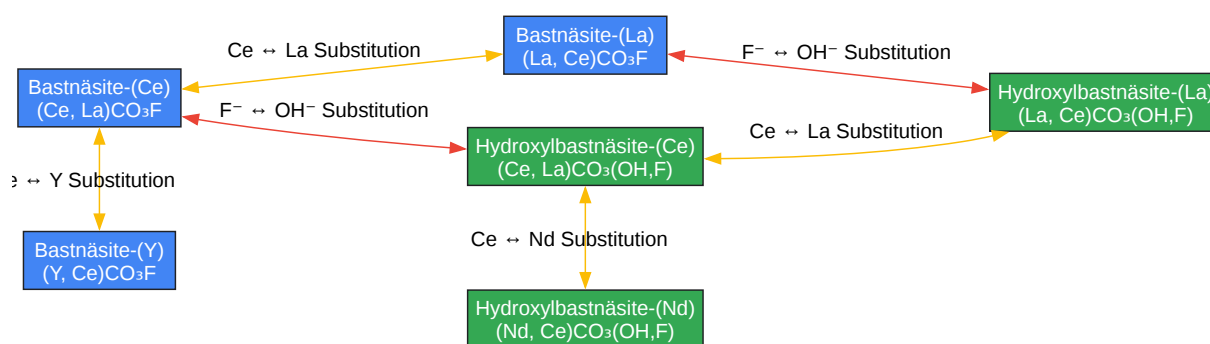 Bastnäsite-(La)
(La, Ce)CO₃F
Ce ↔ La Substitution
F⁻ ↔ OH⁻ Substitution
Bastnäsite-(Ce)
(Ce, La)CO₃F
Hydroxylbastnäsite-(La)
(La, Ce)CO₃(OH,F)
F⁻ ↔ OH⁻ Substitution
Ce ↔ La Substitution
Hydroxylbastnäsite-(Ce)
(Ce, La)CO₃(OH,F)
e ↔ Y Substitution
Bastnäsite-(Y)
(Y, Ce)CO₃F
Ce ↔ Nd Substitution
Hydroxylbastnäsite-(Nd)
(Nd, Ce)CO₃(OH,F)